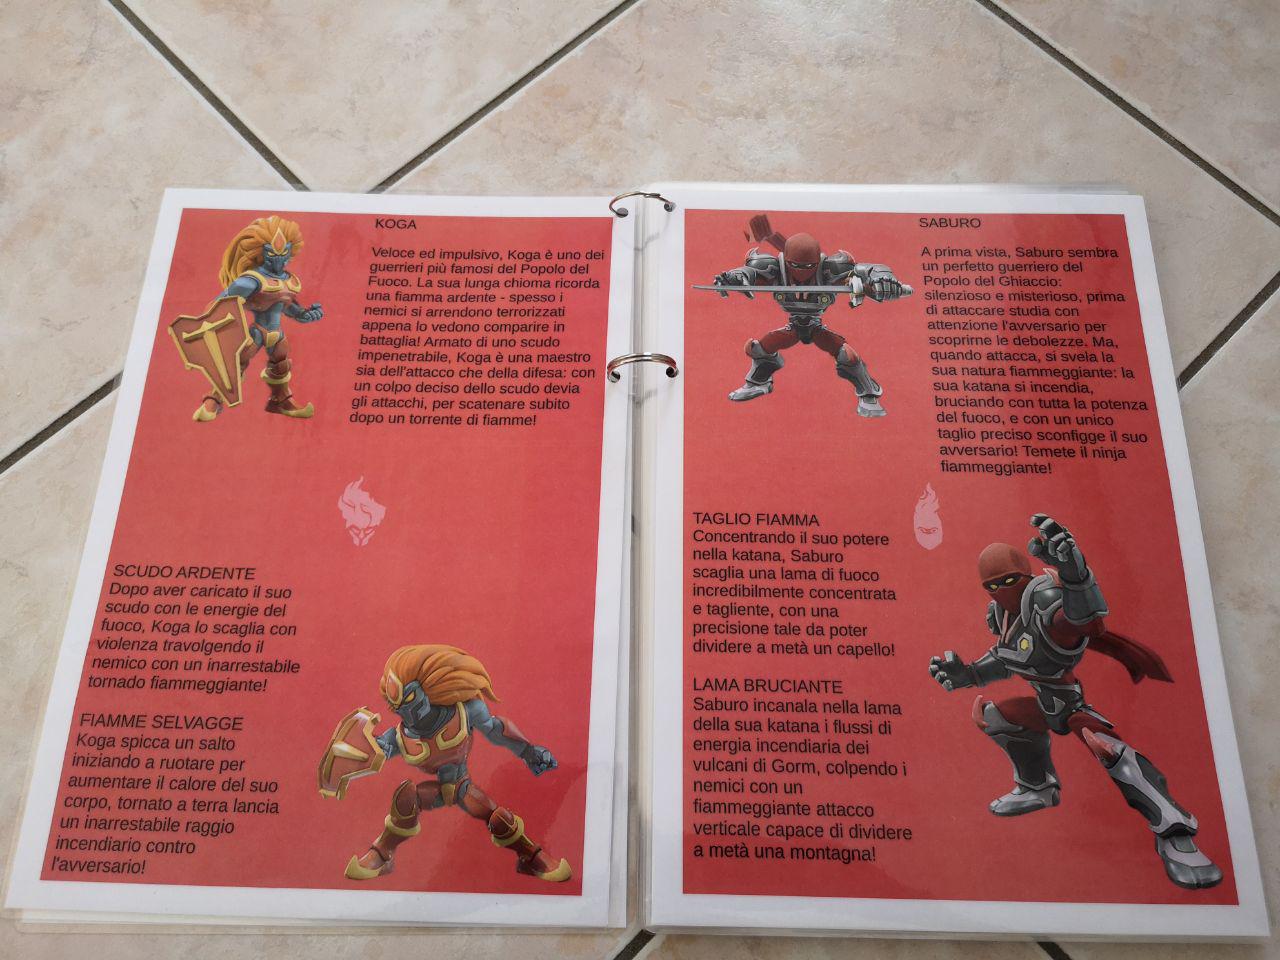 KOGA
Veloce ed impulsivo, Koga è uno dei
guerrieri più famosi del Popolo del
Fuoco. La sua lunga chioma ricorda
una fiamma ardente - spesso i
nemici si arrendono terrorizzati
appena lo vedono comparire in
battaglia! Armato di uno scudo
impenetrabile, Koga è una maestro
sia dell'attacco che della difesa: con
un colpo deciso dello scudo devia
gli attacchi, per scatenare subito
dopo un torrente di fiamme!
SCUDO ARDENTE
Dopo aver caricato il suo
scudo con le energie del
fuoco, Koga lo scaglia con
violenza travolgendo il
nemico con un inarrestabile
tornado fiammeggiante!
FIAMME SELVAGGE
Koga spicca un salto
iniziando a ruotare per
aumentare il calore del suo
corpo, tornato a terra lancia
un inarrestabile raggio
incendiario contro
l'avversario!
SABURO
A prima vista, Saburo sembra
un perfetto guerriero del
Popolo del Ghiaccio:
silenzioso e misterioso, prima
di attaccare studia con
attenzione l'avversario per
scoprirne le debolezze. Ma,
quando attacca, si svela la
sua natura fiammeggiante: la
sua katana si incendia,
bruciando con tutta la potenza
del fuoco, e con un unico
taglio preciso sconfigge il suo
avversario! Temete il ninja
fiammeggiante!
TAGLIO FIAMMA
Concentrando il suo potere
nella katana, Saburo
scaglia una lama di fuoco
incredibilmente concentrata
e tagliente, con una
precisione tale da poter
dividere a metà un capello!
LAMA BRUCIANTE
Saburo incanala nella lama
della sua katana i flussi di
energia incendiaria dei
vulcani di Gorm, colpendo i
nemici con un
fiammeggiante attacco
verticale capace di dividere
a metà una montagna!